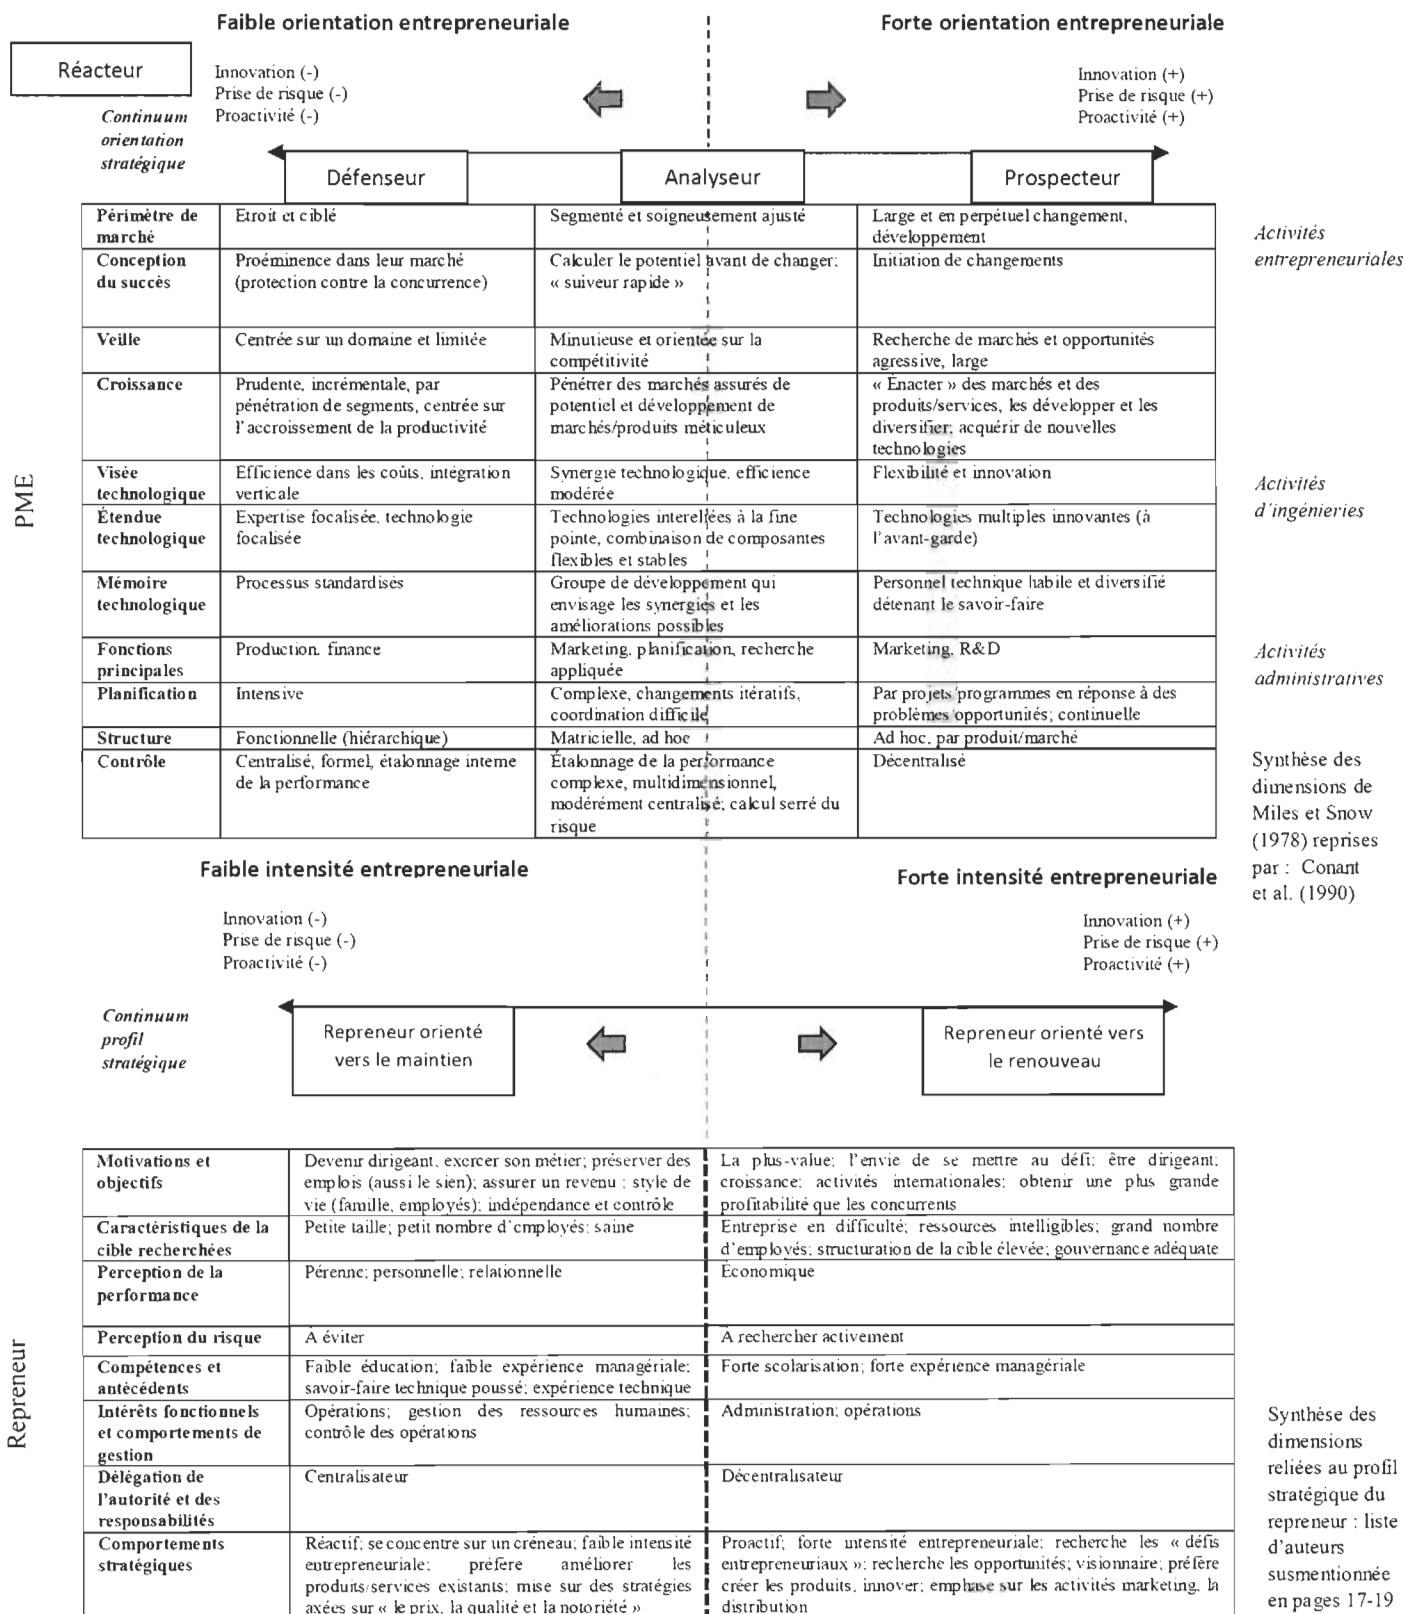 Faible orientation entrepreneuriale
Forte orientation entrepreneuriale
Réacteur
Innovation (-)
Prise de risque (-)
Proactivité (-)
Innovation (+)
Prise de risque (+)
Proactivité (+)
Continuum
orientation
stratégique
Défenseur
Analyseur
Prospecteur
PME
Périmètre de
marché
Etroit et ciblé
Segmenté et soigneusement ajusté
Large et en perpétuel changement,
développement
Activités
entrepreneuriales
Conception
du succès
Proéminence dans leur marché
(protection contre la concurrence)
Calculer le potentiel avant de changer;
« suiveur rapide »
Initiation de changements
Veille
Centrée sur un domaine et limitée
Minutieuse et orientée sur la
compétitivité
Recherche de marchés et opportunités
agressive, large
Croissance
Prudente, incrémentale, par
pénétration de segments, centrée sur
l'accroissement de la productivité
Pénétrer des marchés assurés de
potentiel et développement de
marchés/produits méticuleux
« Enacter » des marchés et des
produits/services, les développer et les
diversifier; acquérir de nouvelles
technologies
Visée
technologique
Efficience dans les coûts, intégration
verticale
Synergie technologique, efficience
modérée
Flexibilité et innovation
Activités
d'ingénieries
Étendue
technologique
Expertise focalisée, technologie
focalisée
Technologies interreliées à la fine
pointe, combinaison de composantes
flexibles et stables
Technologies multiples innovantes (à
l'avant-garde)
Mémoire
technologique
Processus standardisés
Groupe de développement qui
envisage les synergies et les
améliorations possibles
Personnel technique habile et diversifié
détenant le savoir-faire
Fonctions
principales
Production, finance
Marketing, planification, recherche
appliquée
Marketing, R&D
Activités
administratives
Planification
Intensive
Complexe, changements itératifs,
coordination difficile
Par projets/programmes en réponse à des
problèmes/opportunités; continuelle
Structure
Fonctionnelle (hiérarchique)
Matricielle, ad hoc
Ad hoc, par produit/marché
Contrôle
Centralisé, formel, étalonnage interne
de la performance
Étalonnage de la performance
complexe, multidimensionnel,
modérément centralisé; calcul serré du
risque
Décentralisé
Synthèse des
dimensions de
Miles et Snow
(1978) reprises
par : Conant
et al. (1990)
Faible intensité entrepreneuriale
Forte intensité entrepreneuriale
Innovation (-)
Prise de risque (-)
Proactivité (-)
Innovation (+)
Prise de risque (+)
Proactivité (+)
Continuum
profil
stratégique
Repreneur orienté
vers le maintien
Repreneur orienté vers
le renouveau
Repreneur
Motivations et
objectifs
Devenir dirigeant, exercer son métier; préserver des
emplois (aussi le sien); assurer un revenu ; style de
vie (famille, employés); indépendance et contrôle
La plus-value; l'envie de se mettre au défi; être dirigeant;
croissance; activités internationales; obtenir une plus grande
profitabilité que les concurrents
Caractéristiques de la
cible recherchées
Petite taille; petit nombre d'employés; saine
Entreprise en difficulté; ressources intelligibles; grand nombre
d'employés; structuration de la cible élevée; gouvernance adéquate
Perception de la
performance
Pérenne; personnelle; relationnelle
Economique
Perception du risque
À éviter
A rechercher activement
Compétences et
antécédents
Faible éducation; faible expérience managériale;
savoir-faire technique poussé; expérience technique
Forte scolarisation; forte expérience managériale
Intérêts fonctionnels
et comportements de
gestion
Opérations; gestion des ressources humaines;
contrôle des opérations
Administration; opérations
Délégation de
l'autorité et des
responsabilités
Centralisateur
Décentralisateur
Comportements
stratégiques
Réactif; se concentre sur un créneau; faible intensité
entrepreneuriale; préfère améliorer les
produits/services existants; mise sur des stratégies
axées sur « le prix, la qualité et la notoriété »
Proactif; forte intensité entrepreneuriale; recherche les « défis
entrepreneuriaux »; recherche les opportunités; visionnaire; préfère
créer les produits, innover; emphase sur les activités marketing, la
distribution
Synthèse des
dimensions
reliées au profil
stratégique du
repreneur : liste
d'auteurs
susmentionnée
en pages 17-19